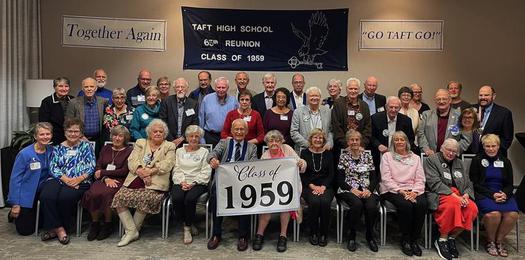 Together Again
TAFT HIGH SCHOOL
65th REUNION
CLASS OF 1959
"GO TAFT GO!"
Class of
1959